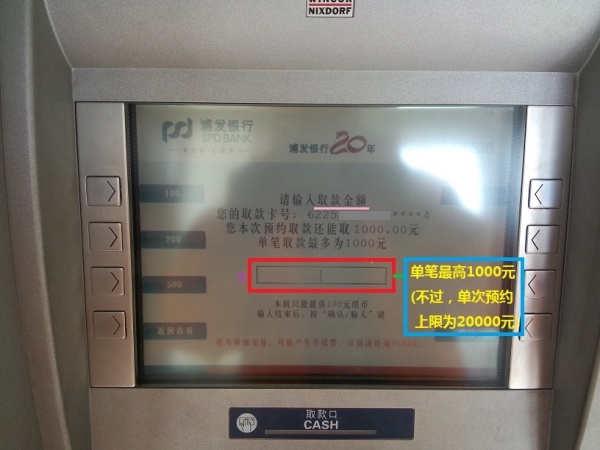 WINCOR
NIXDORF
浦发银行
SPD BANK
浦发银行20年
请输入取款金额
您的取款卡号: 6225 ****4
您本次预约取款还能取1000.00元
单笔取款最多为1000元
100
200
500
返回首页
本机只能提供100元纸币
输入结束后，按“确认/输入”键
单笔最高1000元
(不过，单次预约
上限为20000元)
取款口
CASH